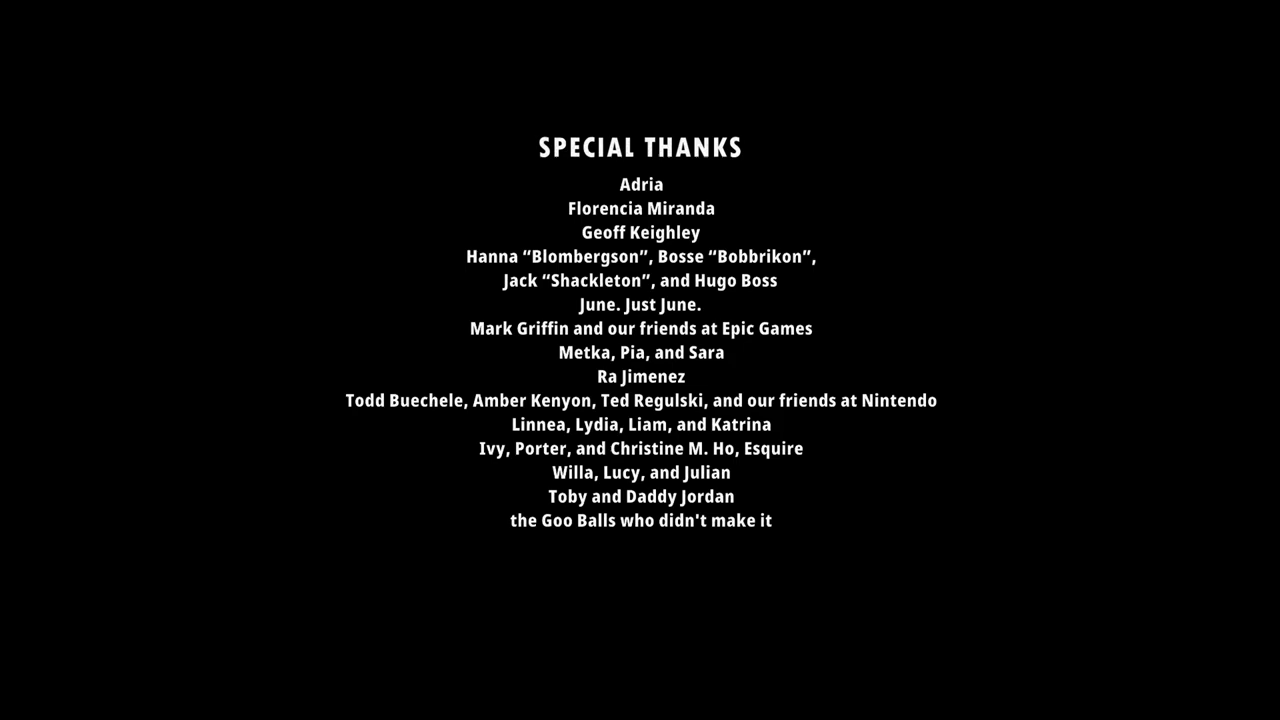 SPECIAL THANKS
Adria
Florencia Miranda
Geoff Keighley
Hanna “Blombergson”, Bosse “Bobbrikon”,
Jack “Shackleton”, and Hugo Boss
June. Just June.
Mark Griffin and our friends at Epic Games
Metka, Pia, and Sara
Ra Jimenez
Todd Buechele, Amber Kenyon, Ted Regulski, and our friends at Nintendo
Linnea, Lydia, Liam, and Katrina
Ivy, Porter, and Christine M. Ho, Esquire
Willa, Lucy, and Julian
Toby and Daddy Jordan
the Goo Balls who didn't make it